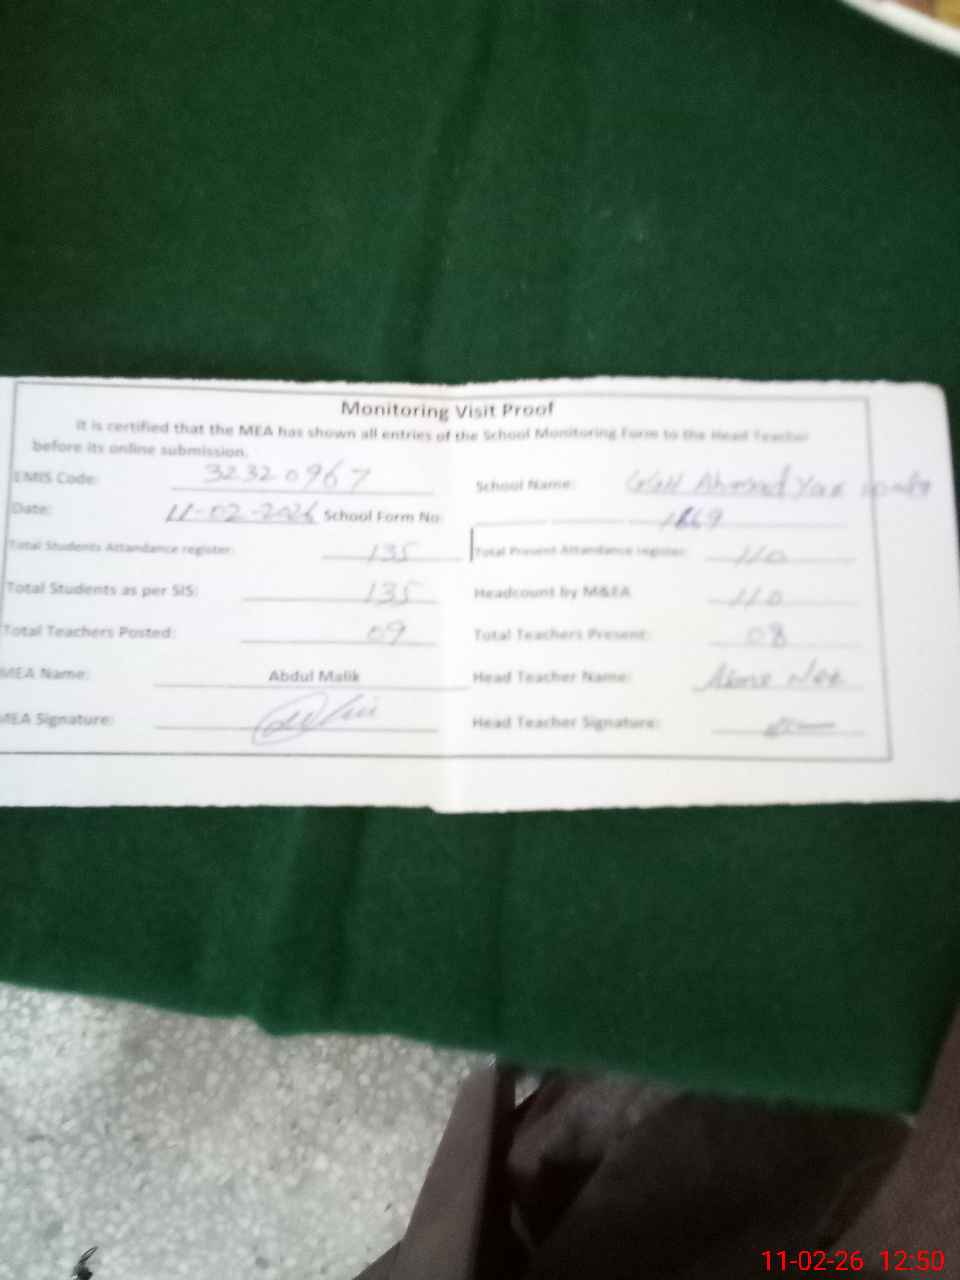 Monitoring Visit Proof
It is certified that the MEA has shown all entries of the School Monitoring Form to the Head Teacher
before its online submission.
EMIS Code: 32320967 School Name: Ahmad Yar
Date: 11-02-2026 School Form No: 1169
Total Students Attandance register: 135 Total Present Attandance register: 110
Total Students as per SIS: 135 Headcount by M&EA 110
Total Teachers Posted: 09 Total Teachers Present: 08
MEA Name: Abdul Malik Head Teacher Name:
MEA Signature: Head Teacher Signature:
11-02-26 12:50